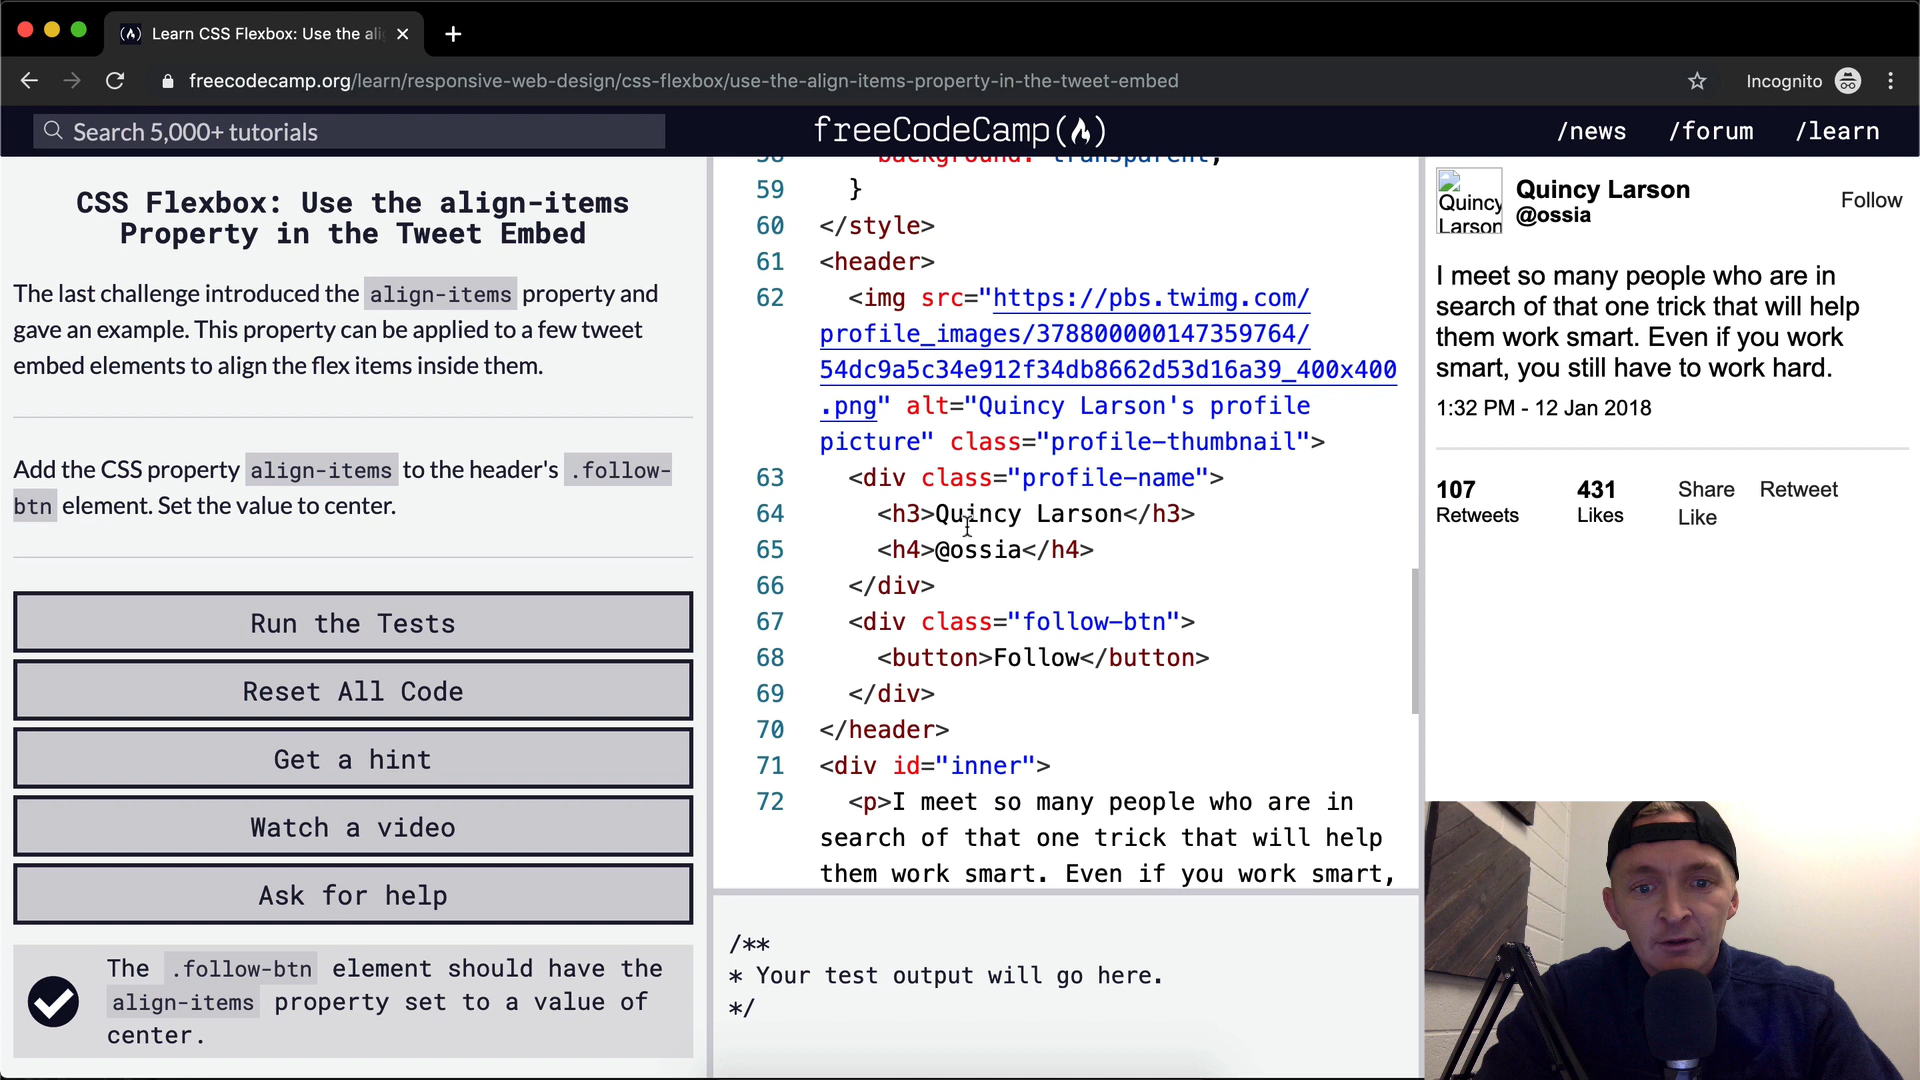 Learn CSS Flexbox: Use the ali
freecodecamp.org/learn/responsive-web-design/css-flexbox/use-the-align-items-property-in-the-tweet-embed
Incognito
Search 5,000+ tutorials
freeCodeCamp
/news /forum /learn
CSS Flexbox: Use the align-items
Property in the Tweet Embed
The last challenge introduced the align-items property and
gave an example. This property can be applied to a few tweet
embed elements to align the flex items inside them.
Add the CSS property align-items to the header's .follow-
btn element. Set the value to center.
Run the Tests
Reset All Code
Get a hint
Watch a video
Ask for help
The .follow-btn element should have the
align-items property set to a value of
center.
58 background: transparent;
59 }
60 </style>
61 <header>
62 <img src="https://pbs.twimg.com/
profile_images/378800000147359764/
54dc9a5c34e912f34db8662d53d16a39_400x400
.png" alt="Quincy Larson's profile
picture" class="profile-thumbnail">
63 <div class="profile-name">
64 <h3>Quincy Larson</h3>
65 <h4>@ossia</h4>
66 </div>
67 <div class="follow-btn">
68 <button>Follow</button>
69 </div>
70 </header>
71 <div id="inner">
72 <p>I meet so many people who are in
search of that one trick that will help
them work smart. Even if you work smart,
/**
* Your test output will go here.
*/
Quincy
Larson
Quincy Larson
@ossia
Follow
I meet so many people who are in
search of that one trick that will help
them work smart. Even if you work
smart, you still have to work hard.
1:32 PM - 12 Jan 2018
107
Retweets
431
Likes
Share Retweet
Like